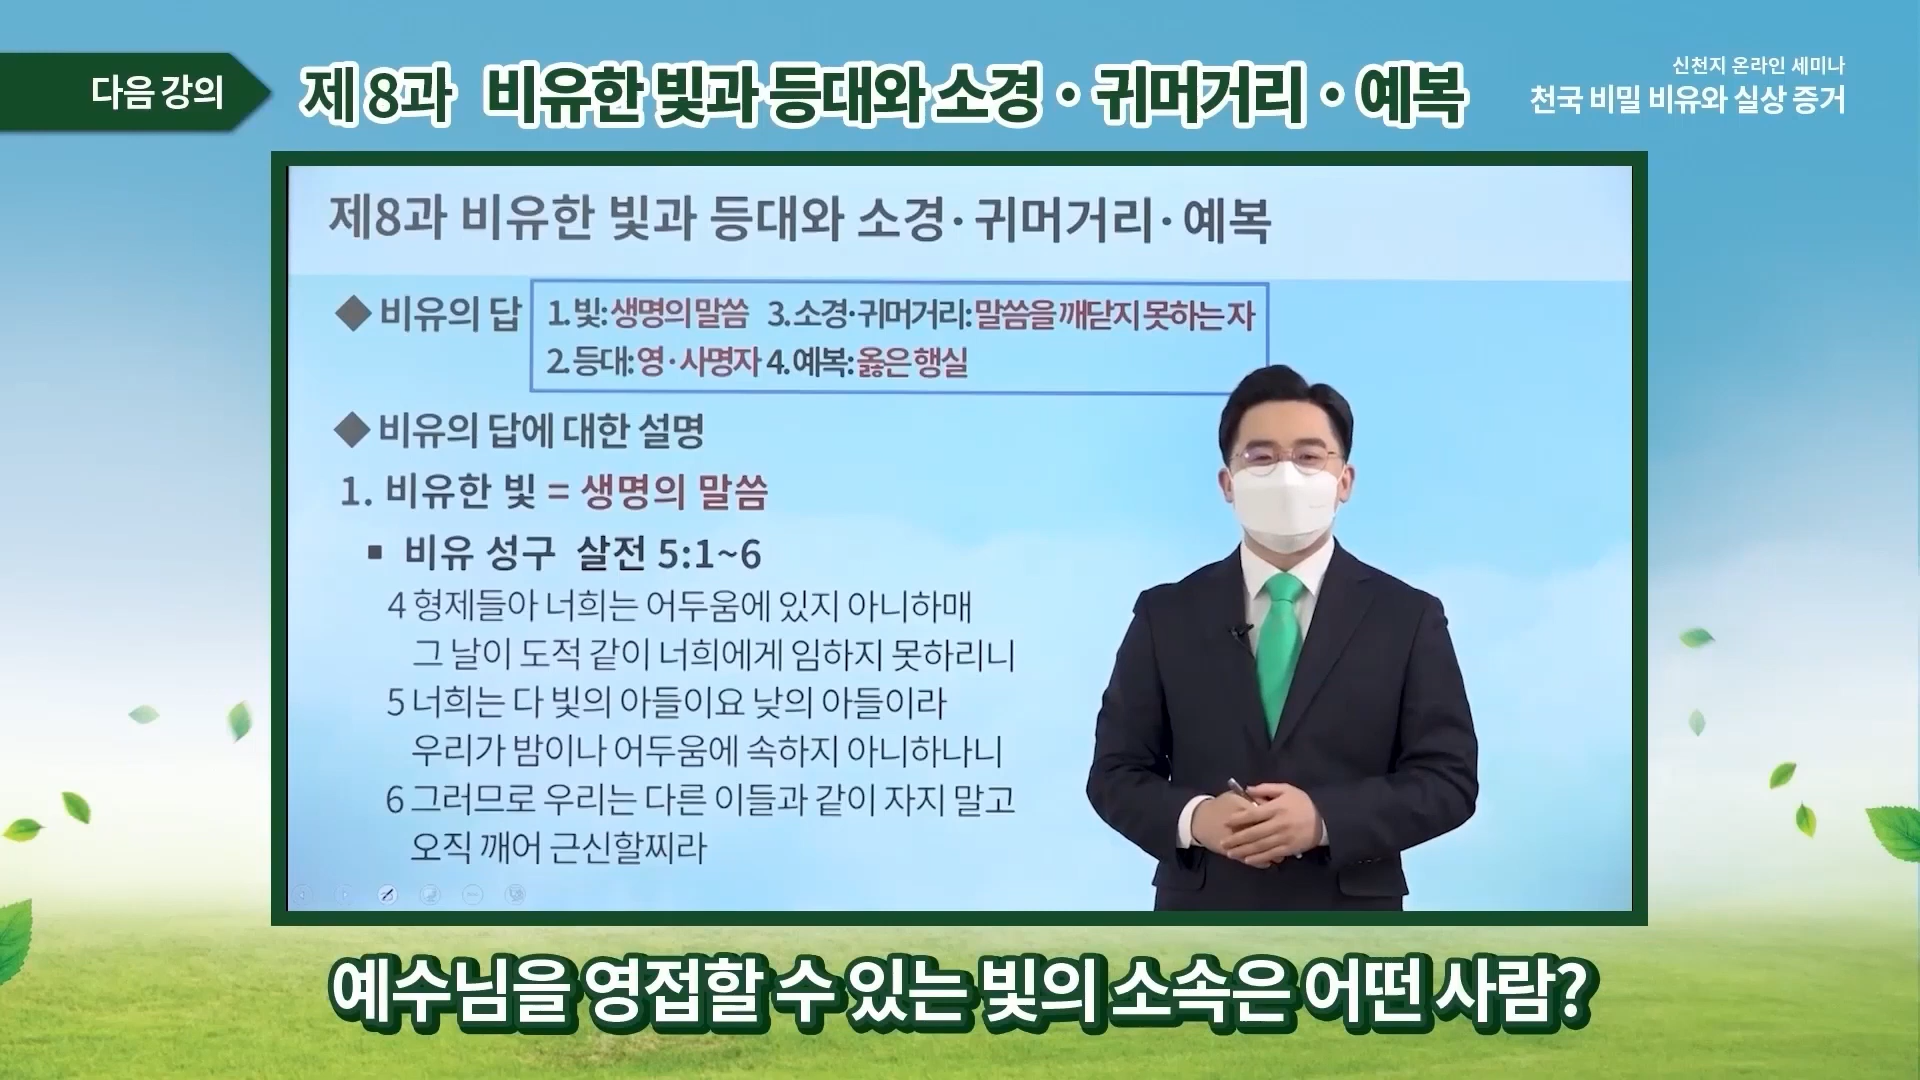 다음 강의
제 8과 비유한 빛과 등대와 소경 • 귀머거리 • 예복
신천지 온라인 세미나
천국 비밀 비유와 실상 증거
제8과 비유한 빛과 등대와 소경· 귀머거리· 예복
◆ 비유의 답
1. 빛: 생명의 말씀 3. 소경·귀머거리: 말씀을 깨닫지 못하는 자
2. 등대: 영·사명자 4. 예복: 옳은 행실
◆ 비유의 답에 대한 설명
1. 비유한 빛 = 생명의 말씀
▪ 비유 성구 살전 5:1~6
4 형제들아 너희는 어두움에 있지 아니하매
그 날이 도적 같이 너희에게 임하지 못하리니
5 너희는 다 빛의 아들이요 낮의 아들이라
우리가 밤이나 어두움에 속하지 아니하나니
6 그러므로 우리는 다른 이들과 같이 자지 말고
오직 깨어 근신할찌라
예수님을 영접할 수 있는 빛의 소속은 어떤 사람?